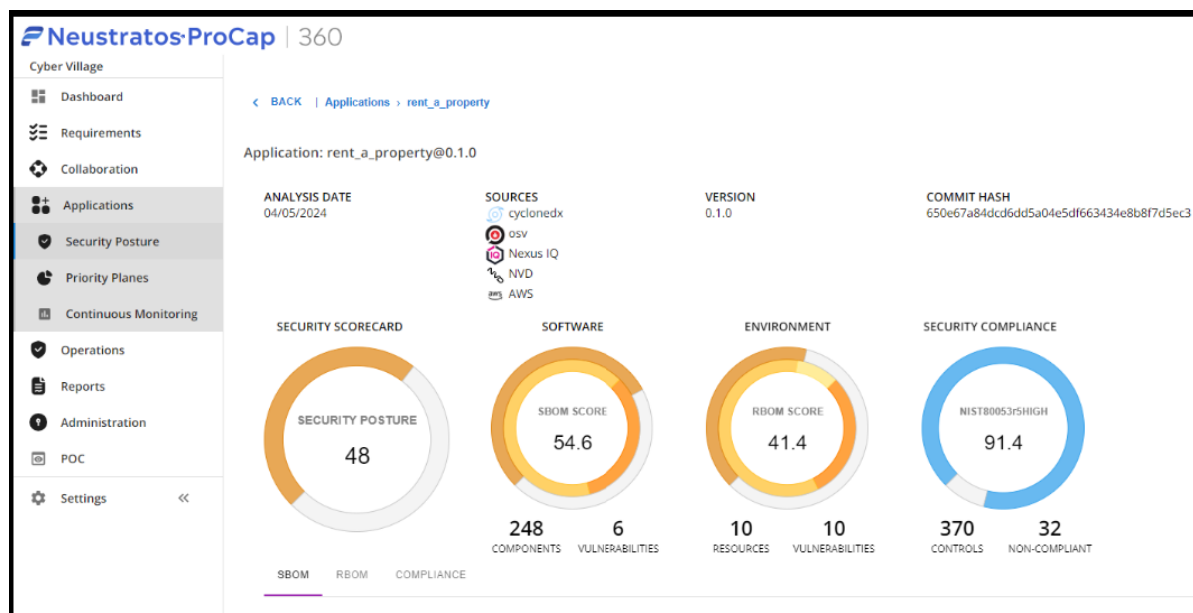 Neustratos·ProCap | 360
Cyber Village
Dashboard
Requirements
Collaboration
Applications
Security Posture
Priority Planes
Continuous Monitoring
Operations
Reports
Administration
POC
Settings «
‹ BACK | Applications › rent_a_property
Application: rent_a_property@0.1.0
ANALYSIS DATE
04/05/2024
SOURCES
cyclonedx
osv
IQ Nexus IQ
NVD
aws AWS
VERSION
0.1.0
COMMIT HASH
650e67a84dcd6dd5a04e5df663434e8b8f7d5ec3
SECURITY SCORECARD
SECURITY POSTURE
48
SOFTWARE
SBOM SCORE
54.6
248 6
COMPONENTS VULNERABILITIES
ENVIRONMENT
RBOM SCORE
41.4
10 10
RESOURCES VULNERABILITIES
SECURITY COMPLIANCE
NIST80053r5HIGH
91.4
370 32
CONTROLS NON-COMPLIANT
SBOM RBOM COMPLIANCE